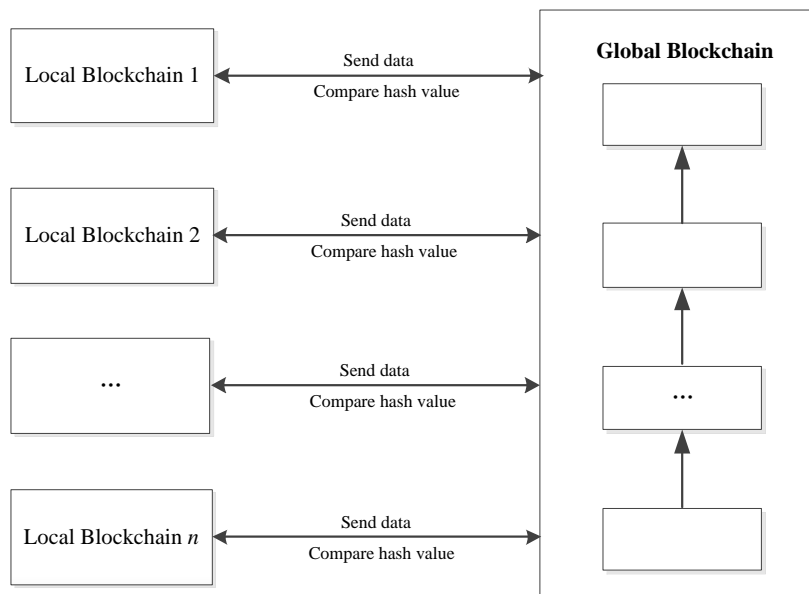 Global Blockchain
Local Blockchain 1
Send data
Compare hash value
Local Blockchain 2
Send data
Compare hash value
...
Send data
Compare hash value
...
Local Blockchain n
Send data
Compare hash value